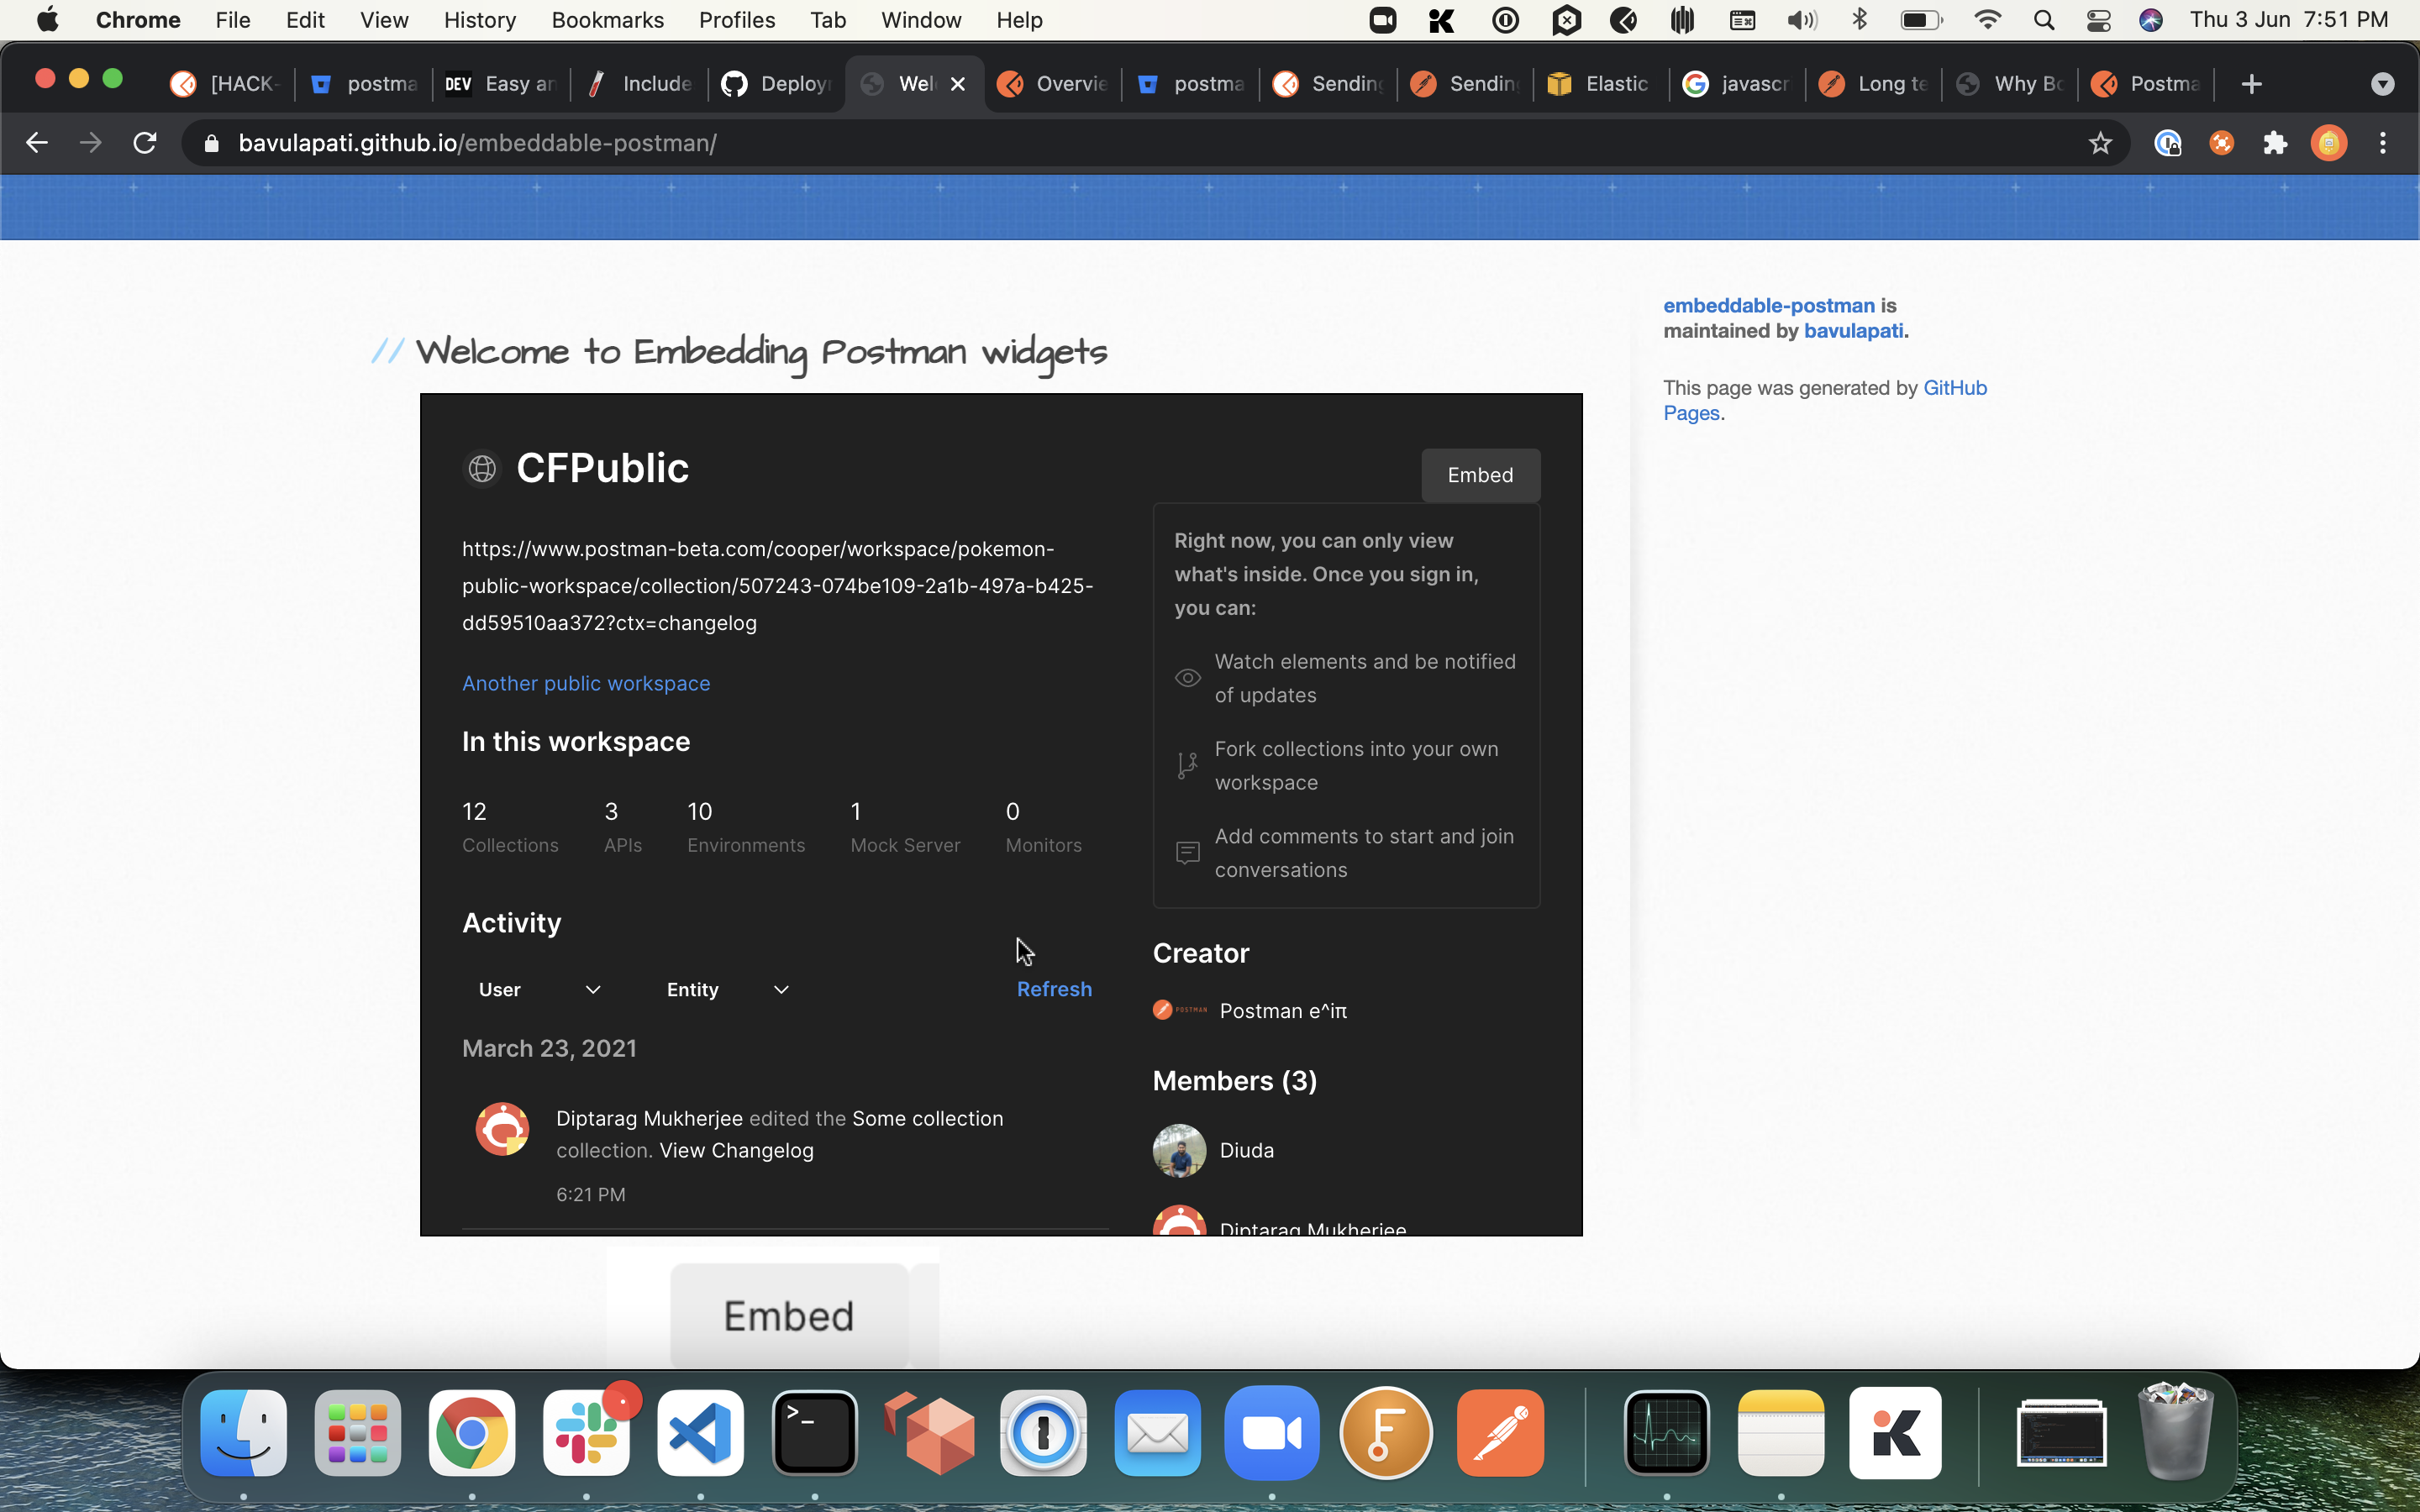 Chrome File Edit View History Bookmarks Profiles Tab Window Help Thu 3 Jun 7:51 PM
[HACK- postma DEV Easy an Include Deploy Wel Overvie postma Sending Sending Elastic javascr Long te Why Bo Postma
bavulapati.github.io/embeddable-postman/
// Welcome to Embedding Postman widgets
embeddable-postman is
maintained by bavulapati.
This page was generated by GitHub
Pages.
CFPublic
Embed
https://www.postman-beta.com/cooper/workspace/pokemon-
public-workspace/collection/507243-074be109-2a1b-497a-b425-
dd59510aa372?ctx=changelog
Another public workspace
In this workspace
12 3 10 1 0
Collections APIs Environments Mock Server Monitors
Activity
User Entity Refresh
March 23, 2021
Diptarag Mukherjee edited the Some collection
collection. View Changelog
6:21 PM
Right now, you can only view
what's inside. Once you sign in,
you can:
Watch elements and be notified
of updates
Fork collections into your own
workspace
Add comments to start and join
conversations
Creator
POSTMAN Postman e^iπ
Members (3)
Diuda
Diptarag Mukherjee
Embed